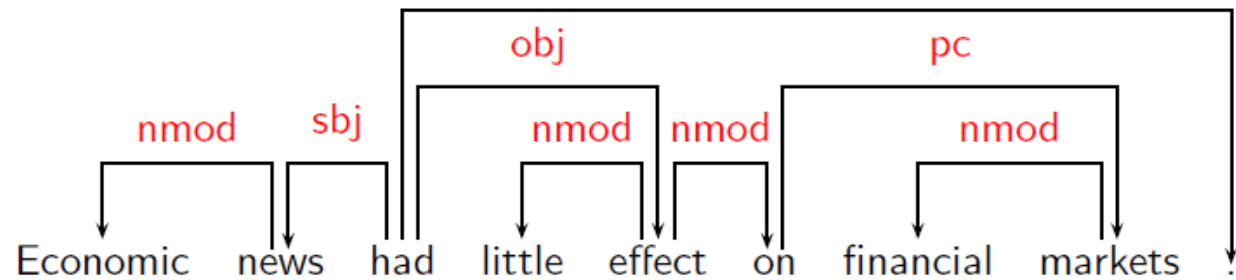 obj pc
nmod sbj nmod nmod nmod
Economic news had little effect on financial markets .